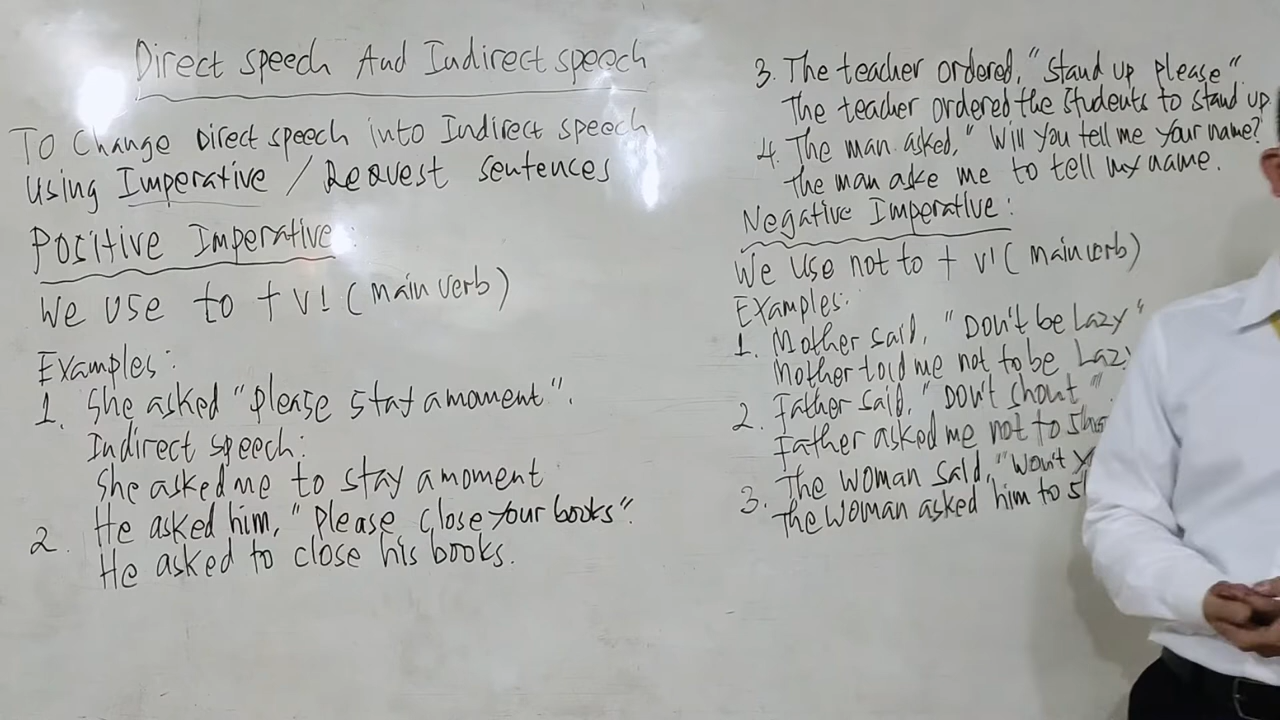 Direct speech And Indirect speech
To Change Direct speech into Indirect speech
Using Imperative / Request sentences
Positive Imperative:
We use to + v1 (main verb)
Examples:
1. She asked "please stay a moment".
Indirect speech:
She asked me to stay a moment
2. He asked him, "Please close your books".
He asked to close his books.
3. The teacher ordered, "Stand up please".
The teacher ordered the students to stand up
4. The man asked, "Will you tell me your name?
The man aske me to tell my name.
Negative Imperative:
We use not to + v1 (main verb)
Examples:
1. Mother said, "Don't be Lazy"
Mother told me not to be Lazy
2. Father said, "Don't shout".
Father asked me not to
3. The woman said, "Won't
The woman asked him to